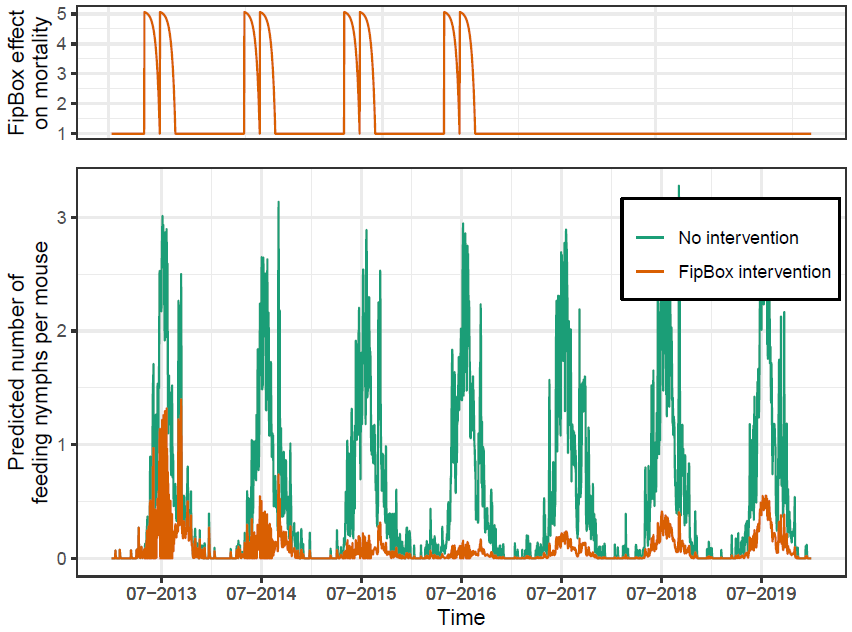 FipBox effect
on mortality
5
4
3
2
1
Predicted number of
feeding nymphs per mouse
3
2
1
0
No intervention
FipBox intervention
07−2013 07−2014 07−2015 07−2016 07−2017 07−2018 07−2019
Time